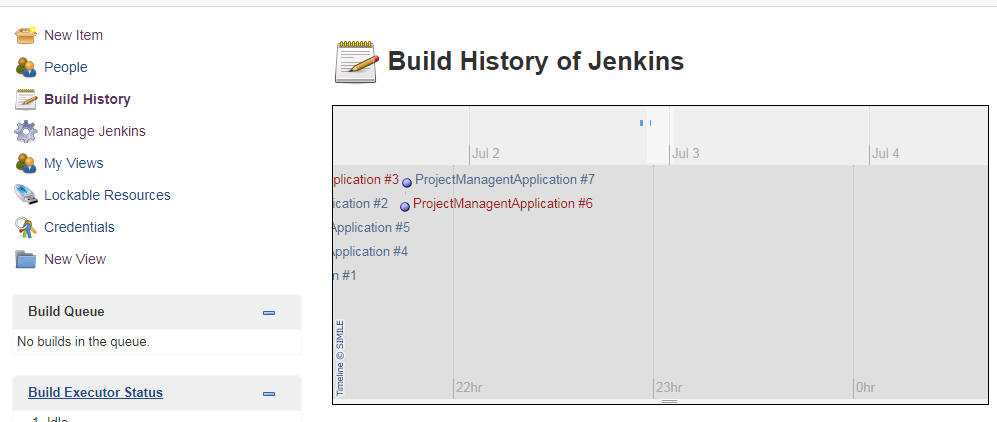 New Item
People
Build History
Manage Jenkins
My Views
Lockable Resources
Credentials
New View
Build Queue
No builds in the queue.
Build Executor Status
Build History of Jenkins
Jul 2 Jul 3 Jul 4
plication #3 ProjectManagentApplication #7
ication #2 ProjectManagentApplication #6
Application #5
Application #4
n #1
Timeline © SIMILE
22hr 23hr 0hr